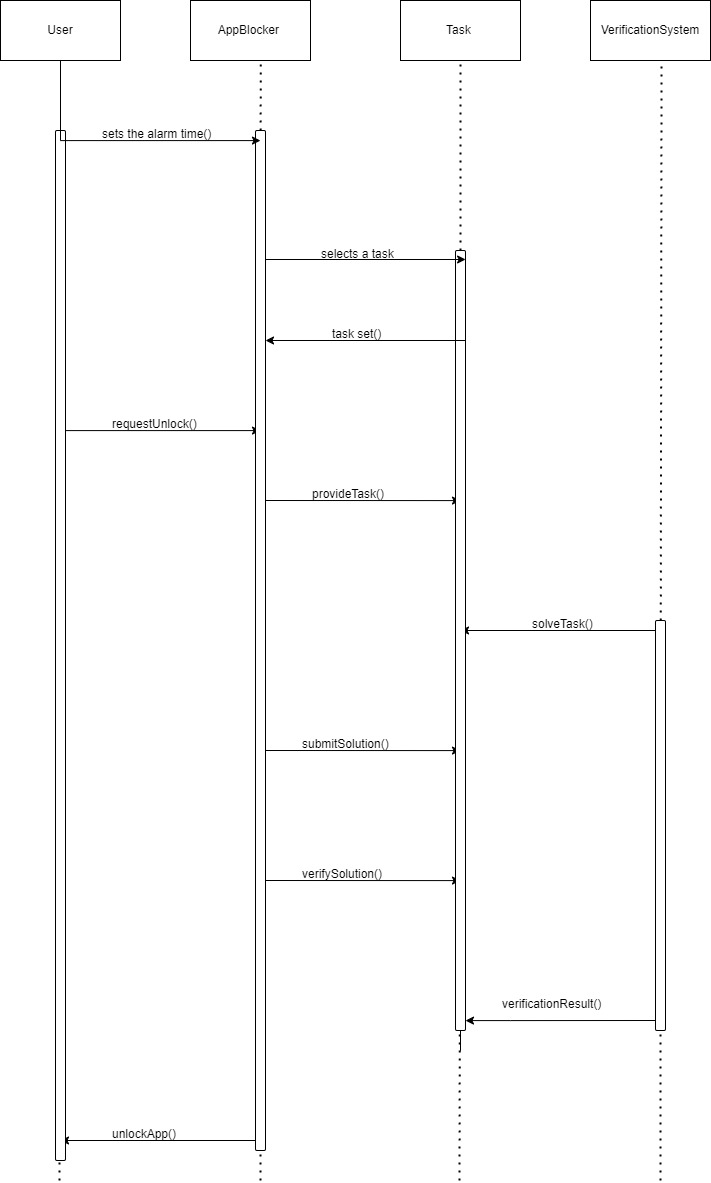 User
AppBlocker
Task
VerificationSystem
sets the alarm time()
selects a task
task set()
requestUnlock()
provideTask()
solveTask()
submitSolution()
verifySolution()
verificationResult()
unlockApp()